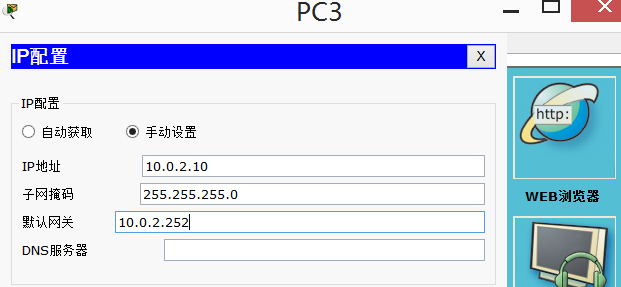 PC3
IP配置
X
IP配置
自动获取 手动设置
IP地址 10.0.2.10
子网掩码 255.255.255.0
默认网关 10.0.2.252
DNS服务器
http:
WEB浏览器